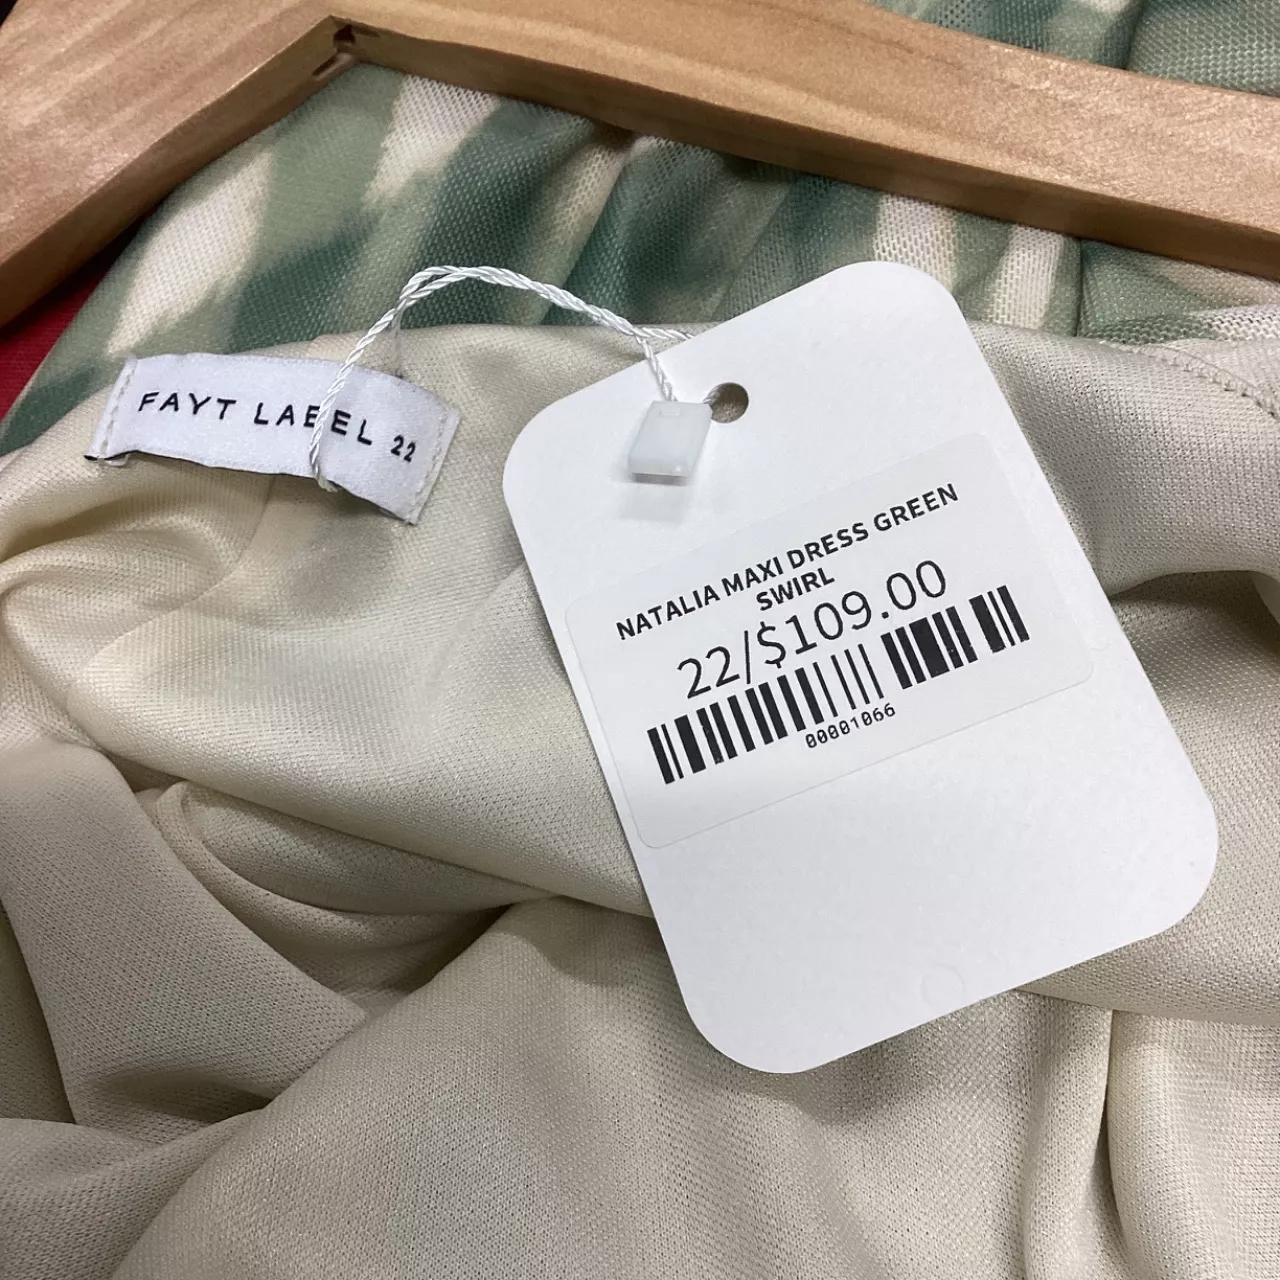 FAYT LABEL 22
NATALIA MAXI DRESS GREEN
SWIRL
22/$109.00
00001066